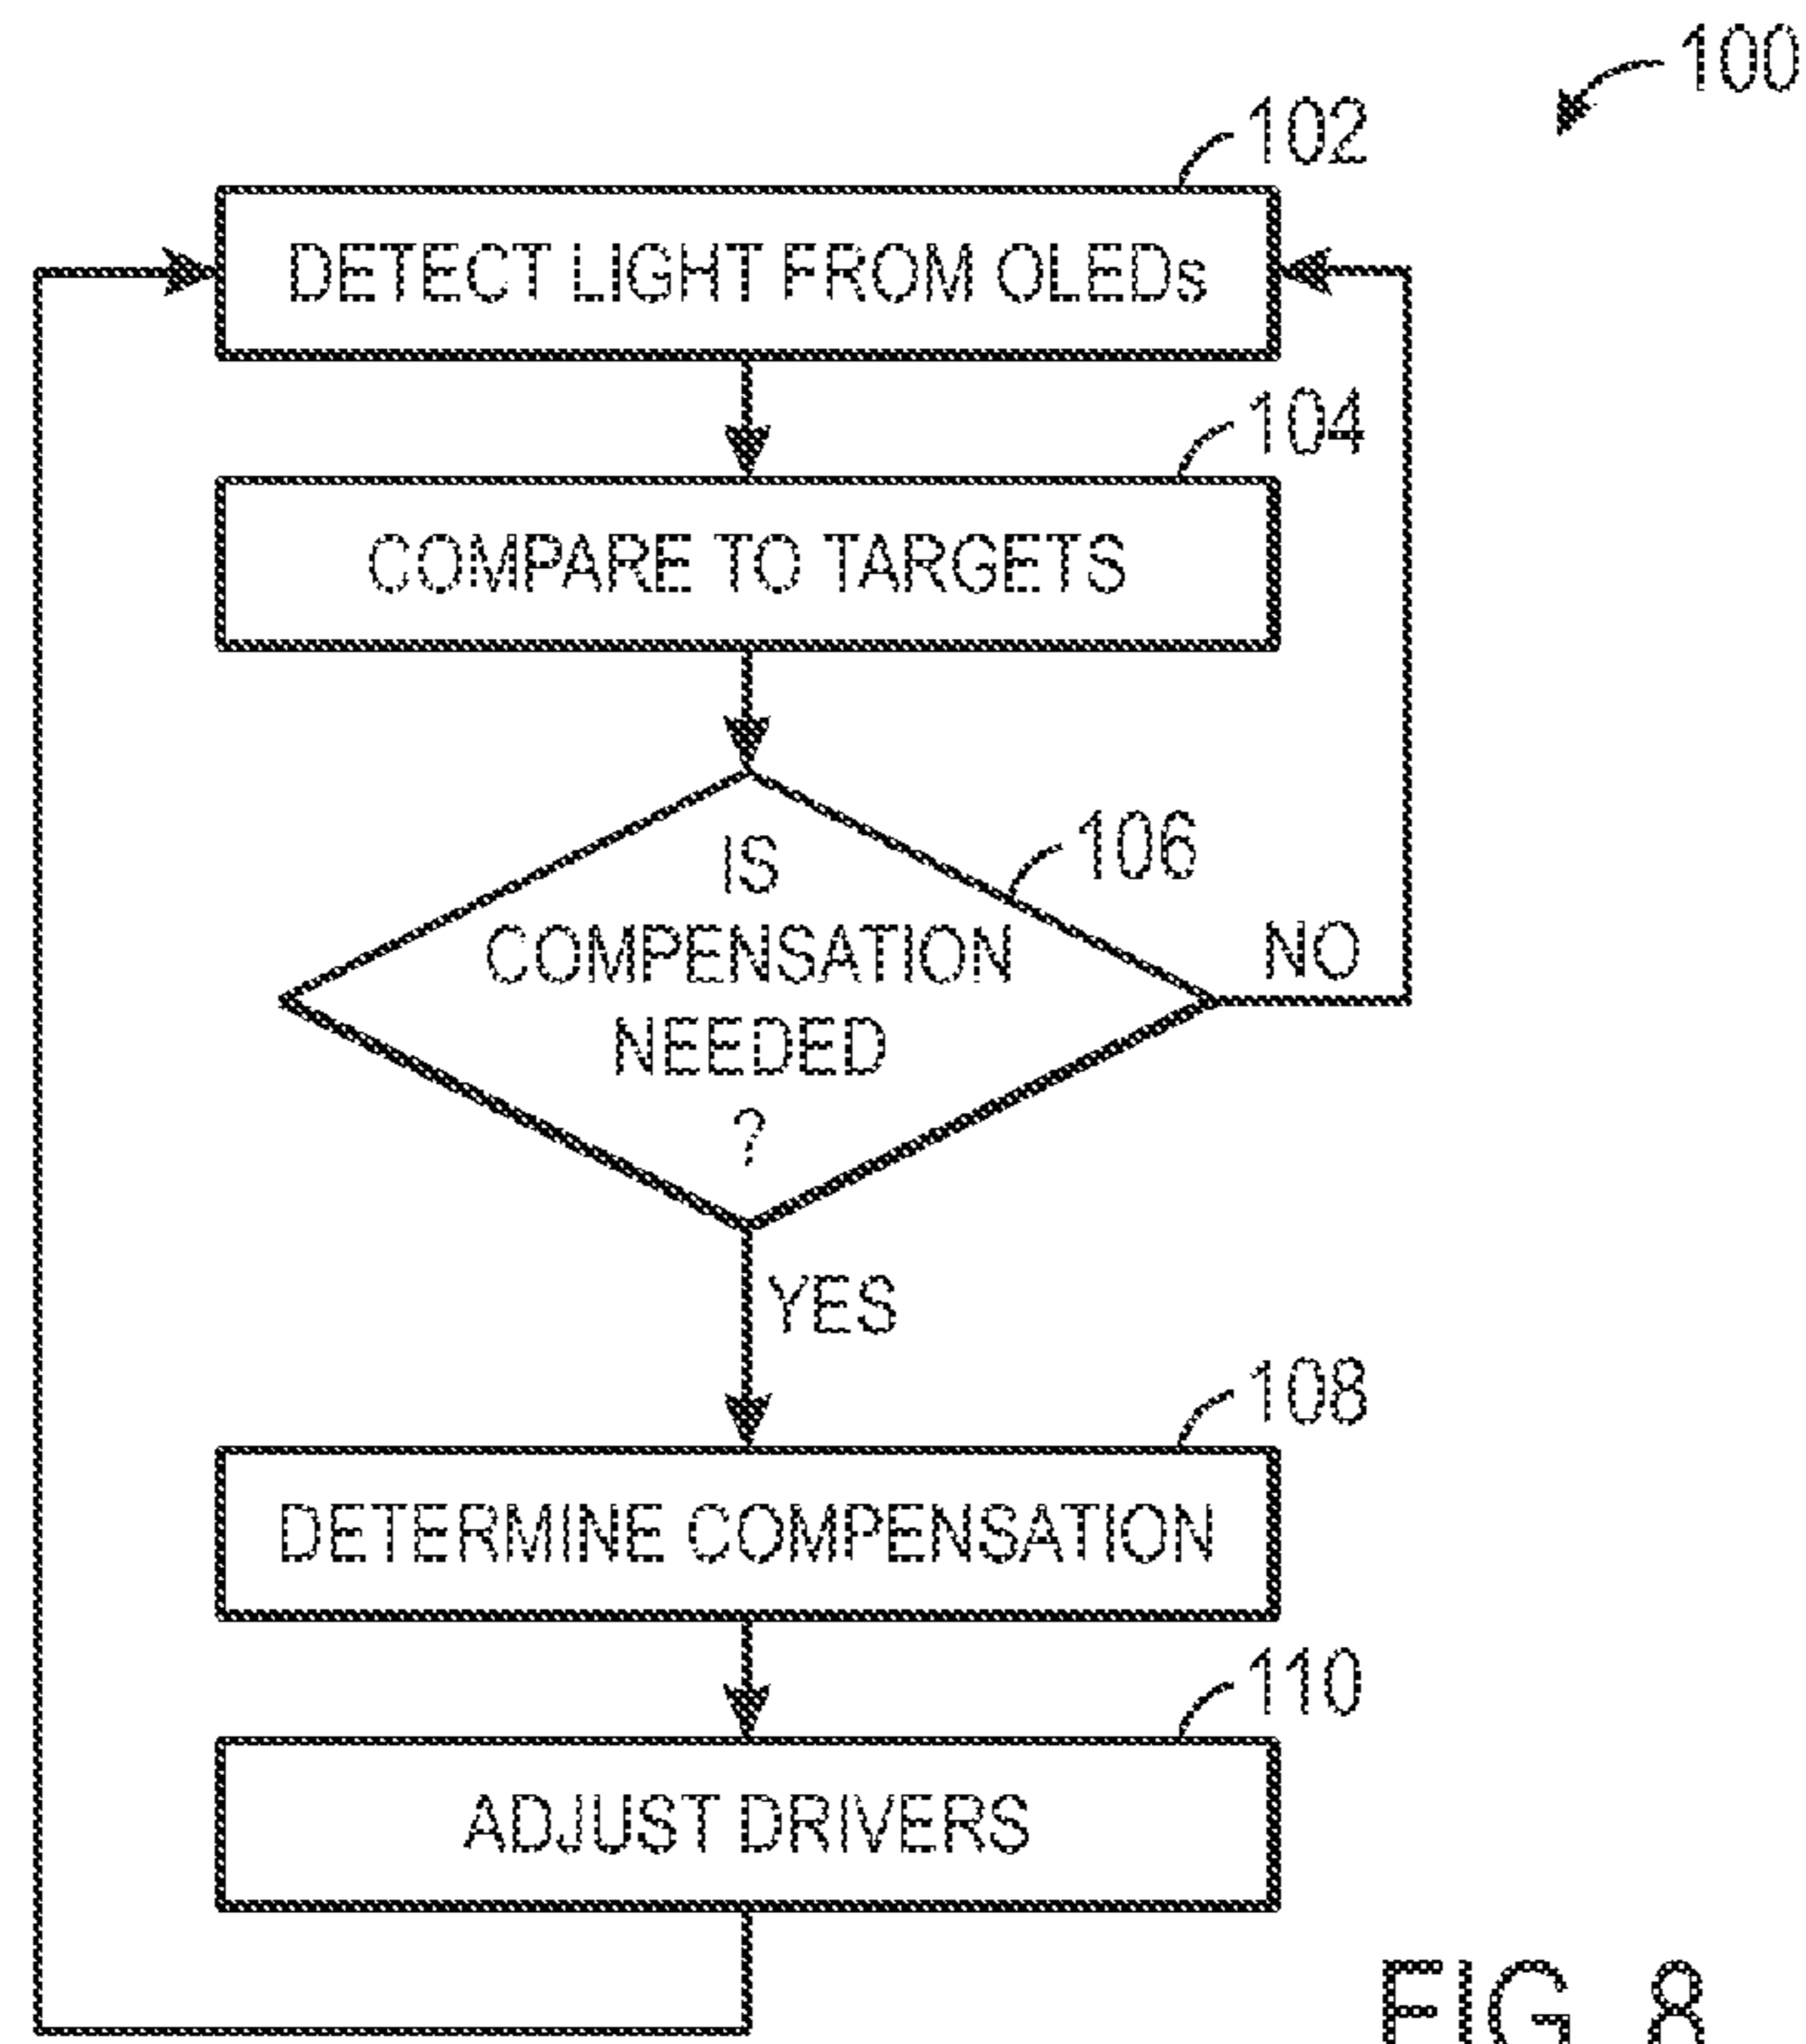 100
102
DETECT LIGHT FROM OLEDs
104
COMPARE TO TARGETS
106
IS
COMPENSATION
NEEDED
?
NO
YES
108
DETERMINE COMPENSATION
110
ADJUST DRIVERS
FIG. 8